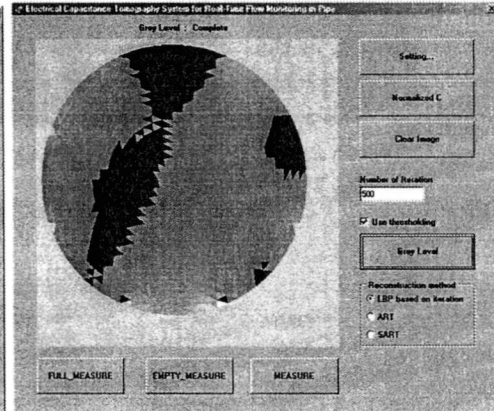 Electrical Capacitance Tomography System for Real-Time Flow Monitoring in Pipe
Grey Level : Complete
Setting...
Normalized C
Clear Image
Number of Iteration
500
Use thresholding
Grey Level
Reconstruction method
LBP based on iteration
ART
SART
FULL_MEASURE
EMPTY_MEASURE
MEASURE